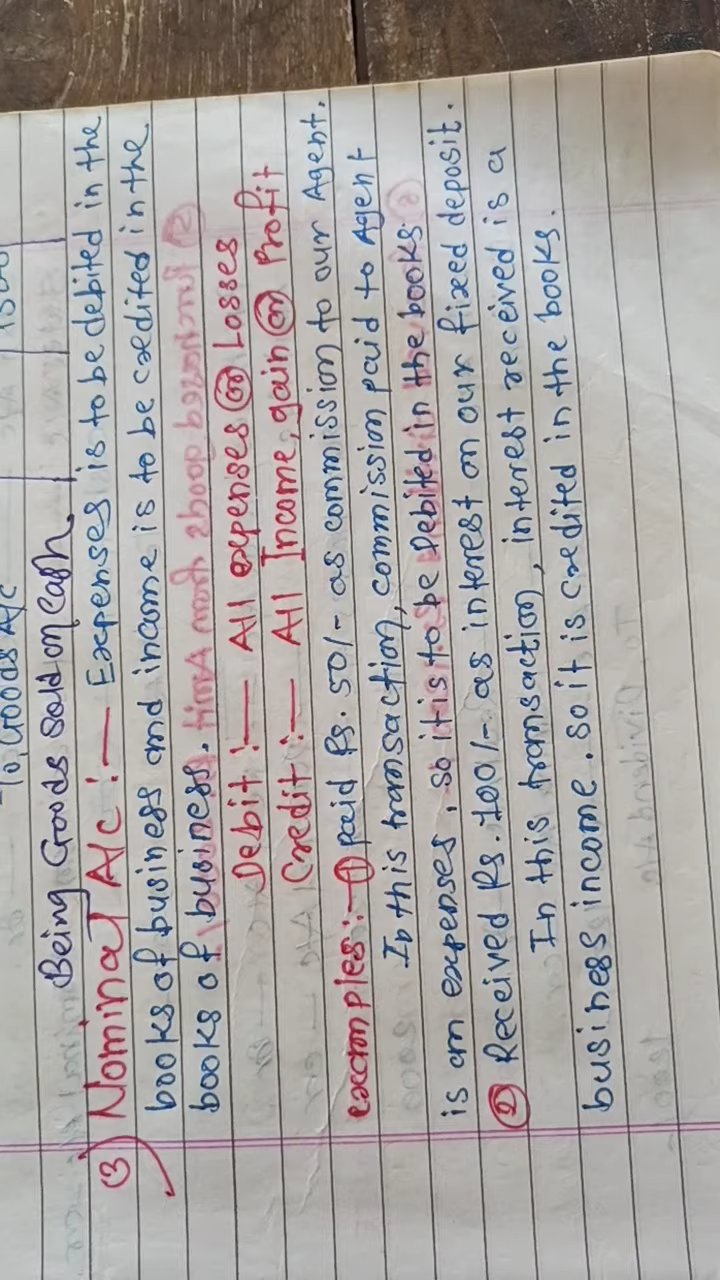 To, Goods A/c
Being Goods sold on cash.
③ Nominal A/c :— Expenses is to be debited in the
books of business and income is to be credited in the
books of business.
Debit :— All expenses or Losses
Credit :— All Income, gain or Profit
examples :- ① paid Rs. 50/- as commission to our Agent.
In this transaction, commission paid to Agent
is an expenses, so it is to be Debited in the books.
② Received Rs. 700/- as interest on our fixed deposit.
In this transaction, interest received is a
business income. so it is credited in the books.